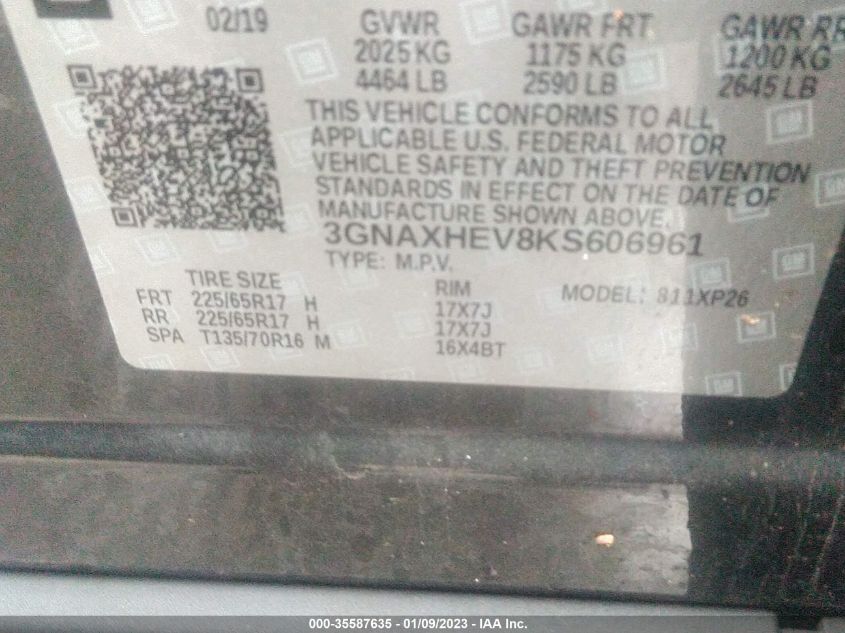 02/19 GVWR GAWR FRT GAWR RR
2025 KG 1175 KG 1200 KG
4464 LB 2590 LB 2645 LB
THIS VEHICLE CONFORMS TO ALL
APPLICABLE U.S. FEDERAL MOTOR
VEHICLE SAFETY AND THEFT PREVENTION
STANDARDS IN EFFECT ON THE DATE OF
MANUFACTURE SHOWN ABOVE.
3GNAXHEV8KS606961
TYPE: M.P.V.
TIRE SIZE RIM MODEL: 811XP26
FRT 225/65R17 H 17X7J
RR 225/65R17 H 17X7J
SPA T135/70R16 M 16X4BT
000-35587635 - 01/09/2023 - © IAA Inc.